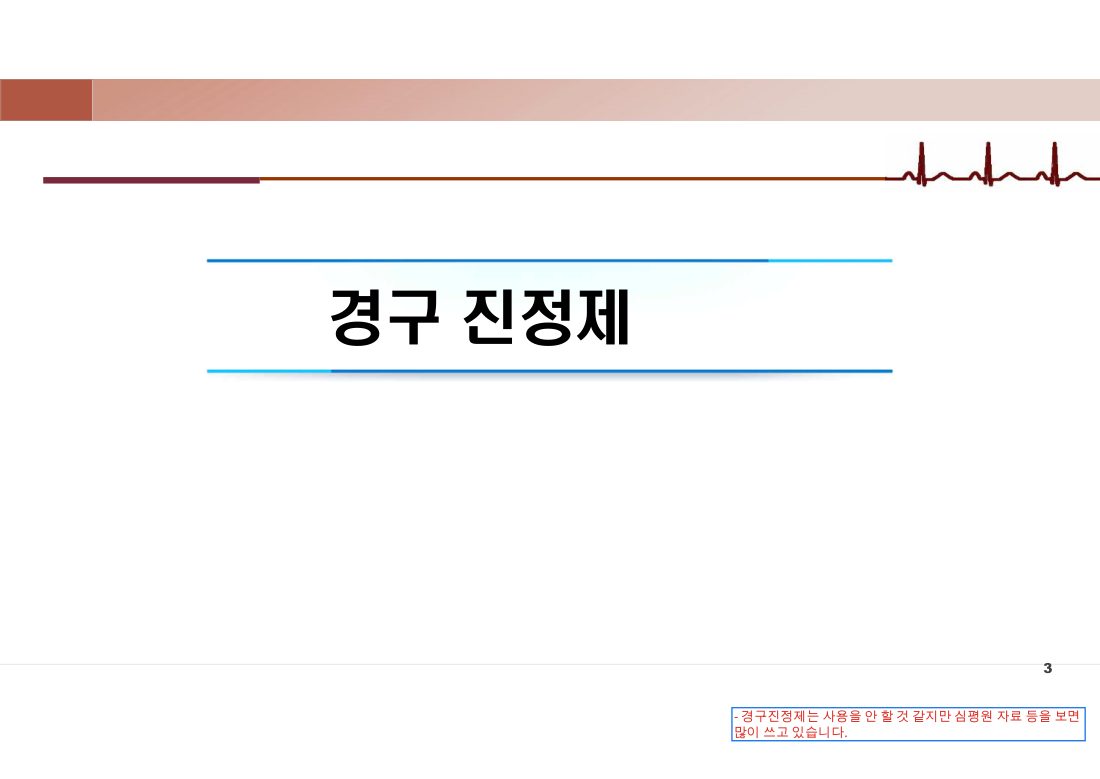 경구 진정제
3
- 경구진정제는 사용을 안 할 것 같지만 심평원 자료 등을 보면
많이 쓰고 있습니다.